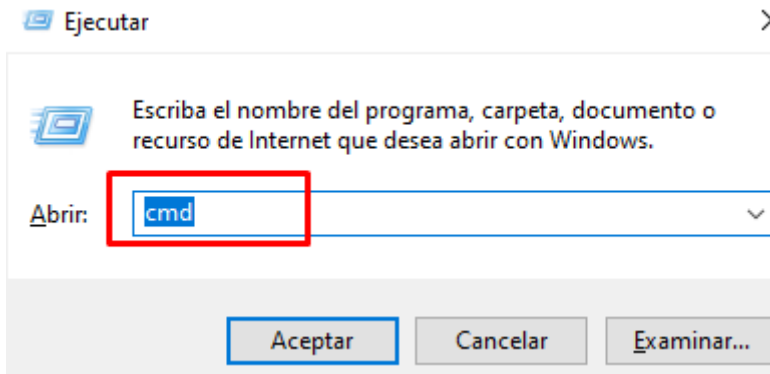 Ejecutar
Escriba el nombre del programa, carpeta, documento o
recurso de Internet que desea abrir con Windows.
Abrir: cmd
Aceptar Cancelar Examinar...